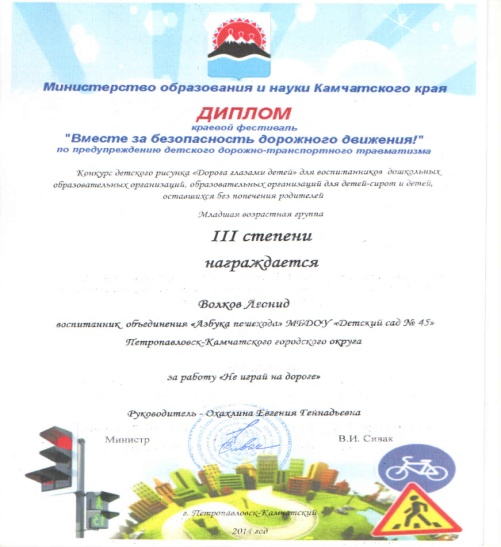 Министерство образования и науки Камчатского края
ДИПЛОМ
краевой фестиваль
"Вместе за безопасность дорожного движения!"
по предупреждению детского дорожно-транспортного травматизма
Конкурс детского рисунка «Дорога глазами детей» для воспитанников дошкольных
образовательных организаций, образовательных организаций для детей-сирот и детей,
оставшихся без попечения родителей
Младшая возрастная группа
III степени
награждается
Волков Леонид
воспитанник объединения «Азбука пешехода» МБДОУ «Детский сад № 45»
Петропавловск-Камчатского городского округа
за работу «Не играй на дороге»
Руководитель - Охахлина Евгения Геннадьевна
Министр В.И. Сивак
г. Петропавловск-Камчатский
2014 год